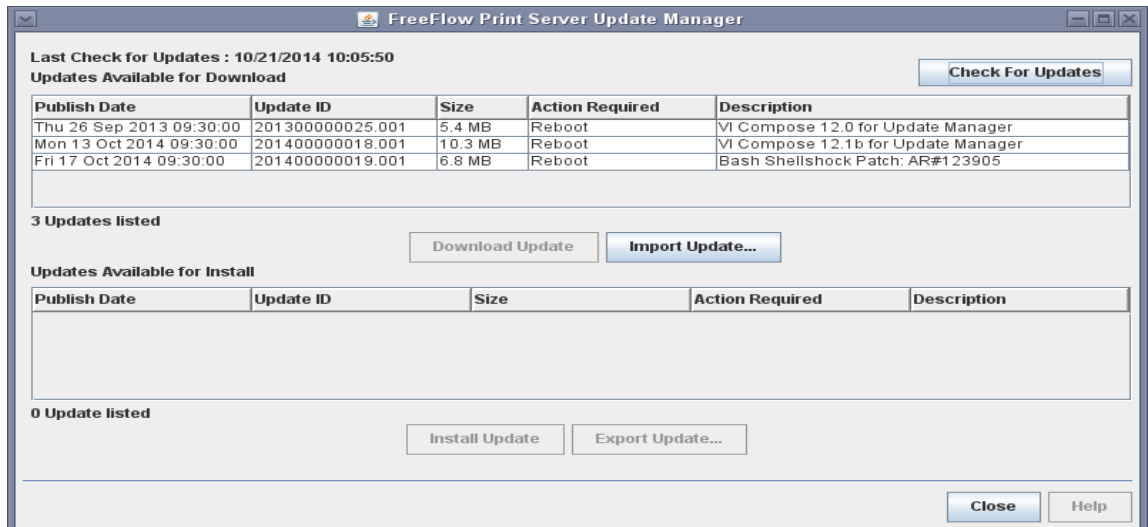 FreeFlow Print Server Update Manager
Last Check for Updates : 10/21/2014 10:05:50
Updates Available for Download
Check For Updates
Publish Date Update ID Size Action Required Description
Thu 26 Sep 2013 09:30:00 201300000025.001 5.4 MB Reboot VI Compose 12.0 for Update Manager
Mon 13 Oct 2014 09:30:00 201400000018.001 10.3 MB Reboot VI Compose 12.1b for Update Manager
Fri 17 Oct 2014 09:30:00 201400000019.001 6.8 MB Reboot Bash Shellshock Patch: AR#123905
3 Updates listed
Download Update Import Update...
Updates Available for Install
Publish Date Update ID Size Action Required Description
0 Update listed
Install Update Export Update...
Close Help